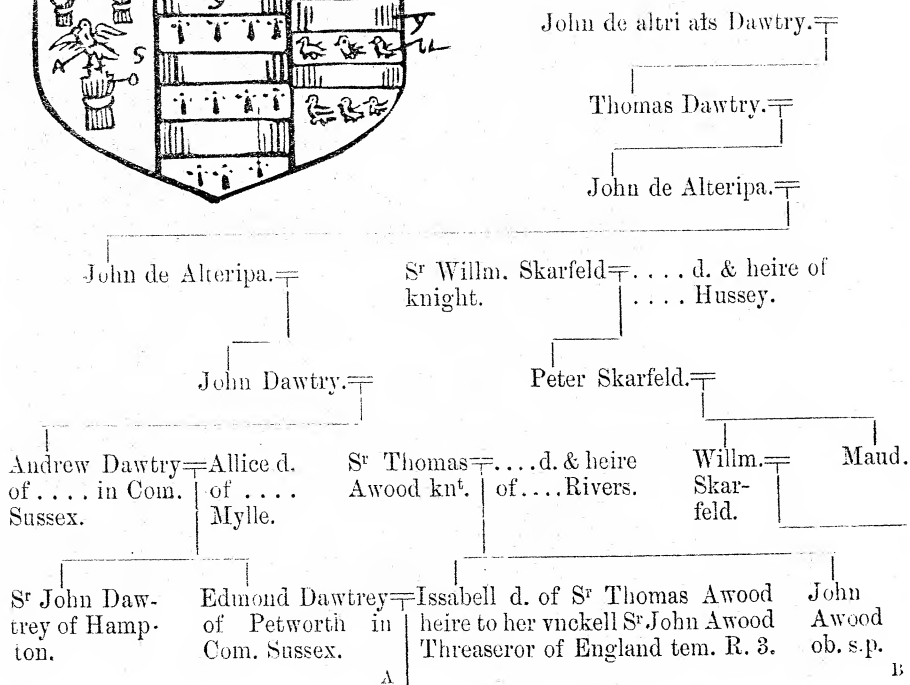 John de altri als Dawtry.
Thomas Dawtry.
John de Alteripa.
John de Alteripa.
Sr Willm. Skarfeld
knight.
. . . . d. & heire of
. . . . Hussey.
John Dawtry.
Peter Skarfeld.
Andrew Dawtry
of . . . . in Com.
Sussex.
Allice d.
of . . . .
Mylle.
Sr Thomas
Awood knt.
. . . . d. & heire
of . . . . Rivers.
Willm.
Skar-
feld.
Maud.
Sr John Daw-
trey of Hamp-
ton.
Edmond Dawtrey
of Petworth in
Com. Sussex.
Issabell d. of Sr Thomas Awood
heire to her vnckell Sr John Awood
Threaseror of England tem. R. 3.
John
Awood
ob. s.p.
A
B
A
S
O